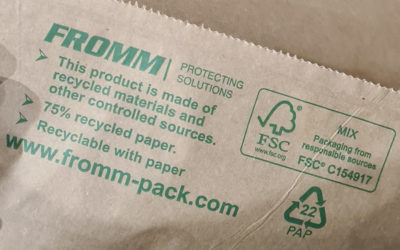 FROMM
PROTECTING
SOLUTIONS
This product is made of
recycled materials and
other controlled sources.
75% recycled paper.
Recyclable with paper
www.fromm-pack.com
FSC
www.fsc.org
MIX
Packaging from
responsible sources
FSC® C154917
22
PAP